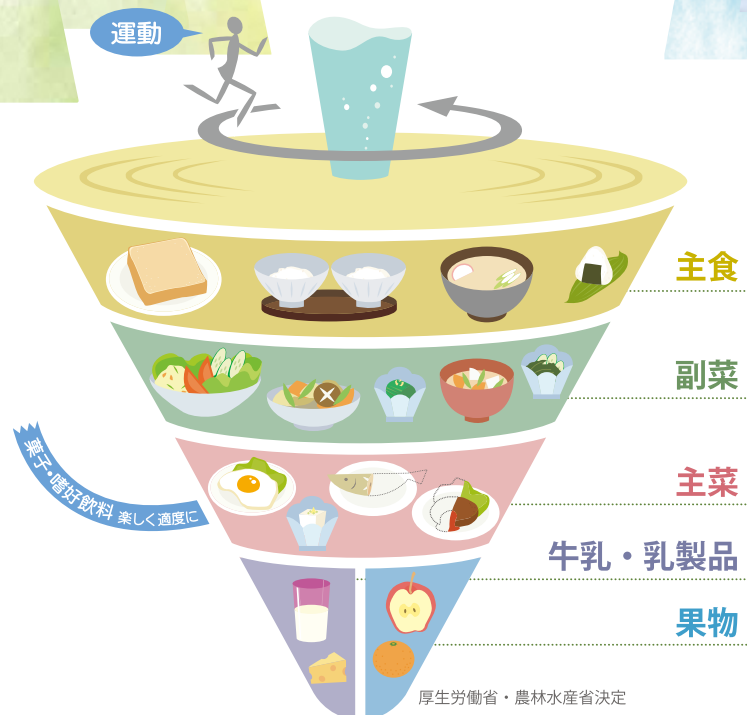 運動
主食
副菜
主菜
菓子・嗜好飲料 楽しく適度に
牛乳・乳製品
果物
厚生労働省・農林水産省決定